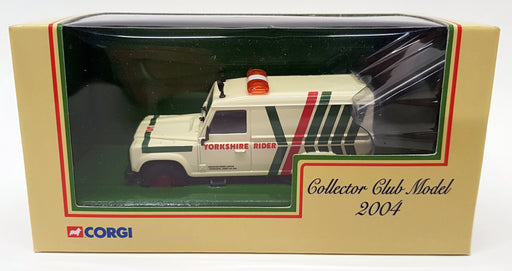 YORKSHIRE RIDER
Collector Club Model
2004
CORGI